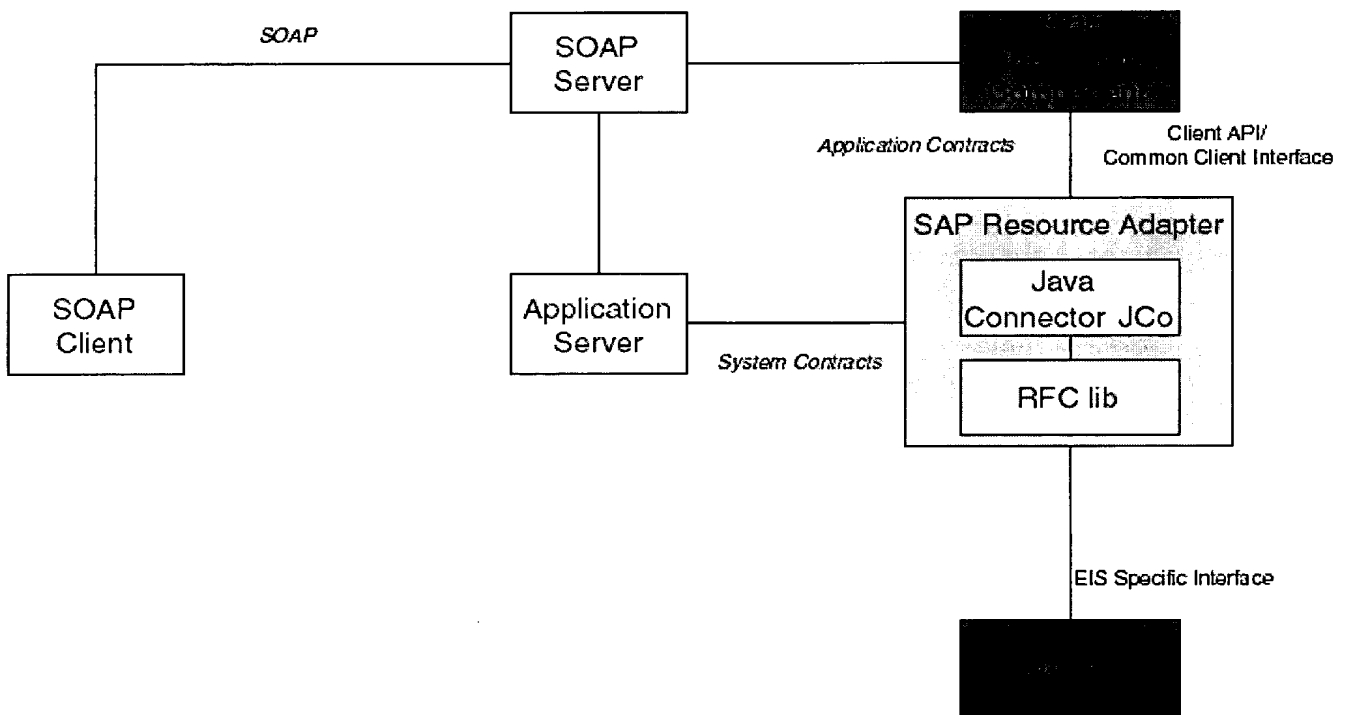 SOAP
SOAP
Server
Application Contracts
Client API/
Common Client Interface
SAP Resource Adapter
Java
Connector JCo
RFC lib
SOAP
Client
Application
Server
System Contracts
EIS Specific Interface